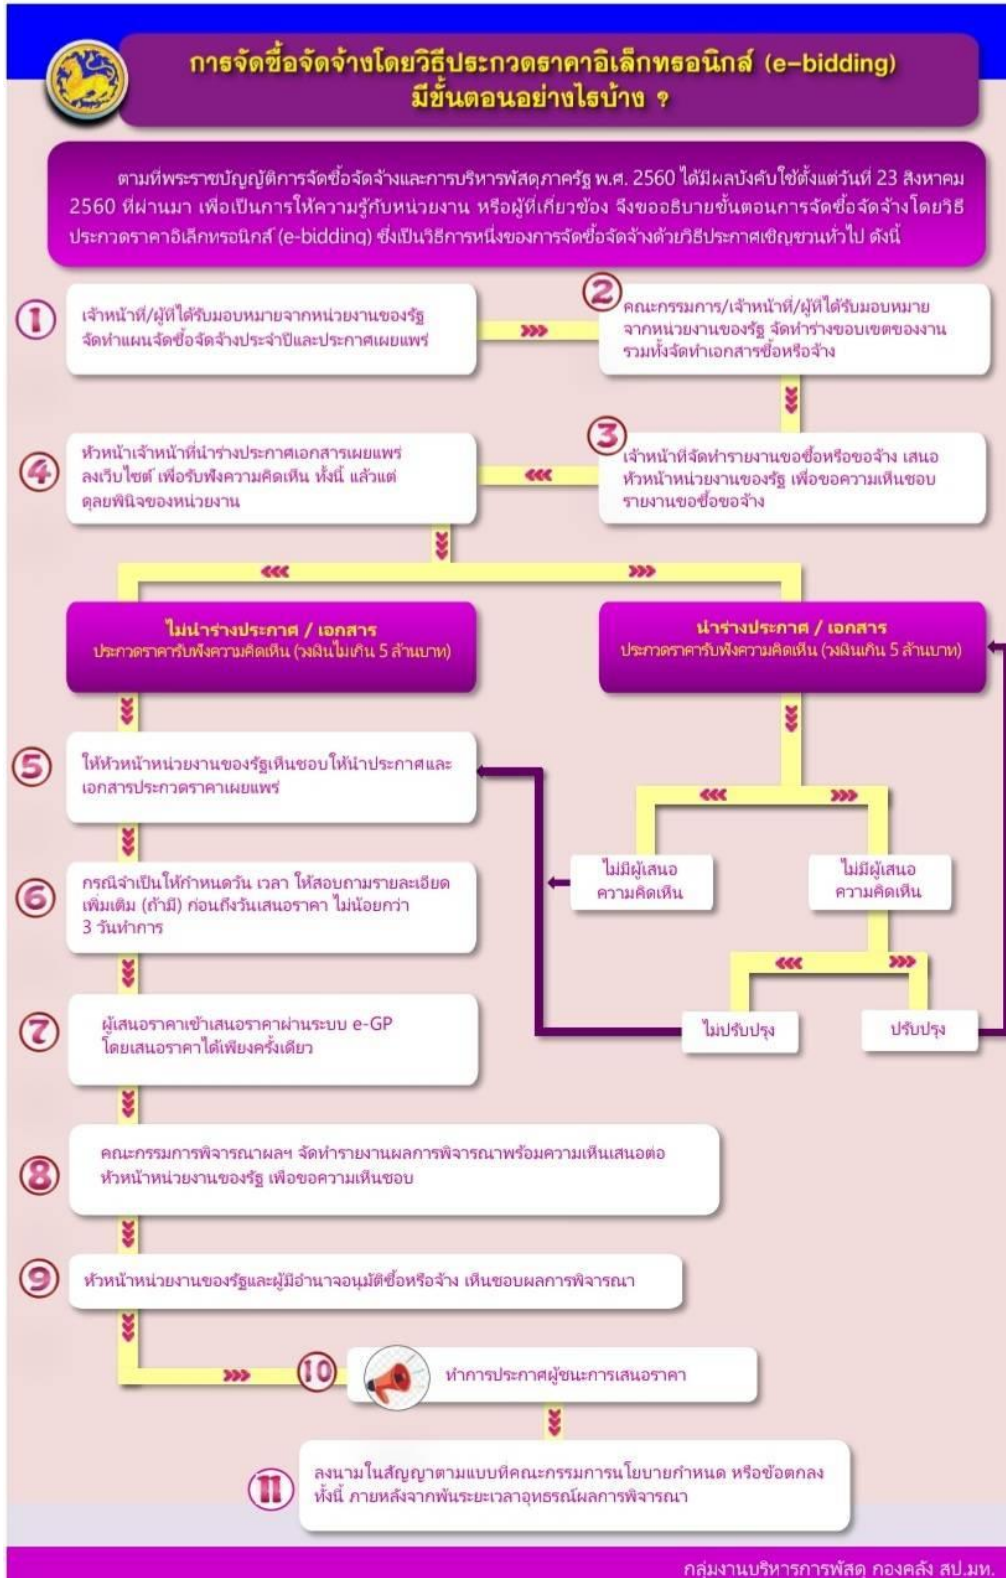 การจัดซื้อจัดจ้างโดยวิธีประกวดราคาอิเล็กทรอนิกส์ (e-bidding)
มีขั้นตอนอย่างไรบ้าง ?
ตามที่พระราชบัญญัติการจัดซื้อจัดจ้างและการบริหารพัสดุภาครัฐ พ.ศ. 2560 ได้มีผลบังคับใช้ตั้งแต่วันที่ 23 สิงหาคม
2560 ที่ผ่านมา เพื่อเป็นการให้ความรู้กับหน่วยงาน หรือผู้ที่เกี่ยวข้อง จึงขออธิบายขั้นตอนการจัดซื้อจัดจ้างโดยวิธี
ประกวดราคาอิเล็กทรอนิกส์ (e-bidding) ซึ่งเป็นวิธีการหนึ่งของการจัดซื้อจัดจ้างด้วยวิธีประกาศเชิญชวนทั่วไป ดังนี้
1
เจ้าหน้าที่/ผู้ที่ได้รับมอบหมายจากหน่วยงานของรัฐ
จัดทำแผนจัดซื้อจัดจ้างประจำปีและประกาศเผยแพร่
2
คณะกรรมการ/เจ้าหน้าที่/ผู้ที่ได้รับมอบหมาย
จากหน่วยงานของรัฐ จัดทำร่างขอบเขตของงาน
รวมทั้งจัดทำเอกสารซื้อหรือจ้าง
3
เจ้าหน้าที่จัดทำรายงานขอซื้อหรือขอจ้าง เสนอ
หัวหน้าหน่วยงานของรัฐ เพื่อขอความเห็นชอบ
รายงานขอซื้อขอจ้าง
4
หัวหน้าเจ้าหน้าที่นำร่างประกาศเอกสารเผยแพร่
ลงเว็บไซต์ เพื่อรับฟังความคิดเห็น ทั้งนี้ แล้วแต่
ดุลยพินิจของหน่วยงาน
ไม่นำร่างประกาศ / เอกสาร
ประกวดราคารับฟังความคิดเห็น (วงเงินไม่เกิน 5 ล้านบาท)
นำร่างประกาศ / เอกสาร
ประกวดราคารับฟังความคิดเห็น (วงเงินเกิน 5 ล้านบาท)
5
ให้หัวหน้าหน่วยงานของรัฐเห็นชอบให้นำประกาศและ
เอกสารประกวดราคาเผยแพร่
ไม่มีผู้เสนอ
ความคิดเห็น
ไม่มีผู้เสนอ
ความคิดเห็น
6
กรณีจำเป็นให้กำหนดวัน เวลา ให้สอบถามรายละเอียด
เพิ่มเติม (ถ้ามี) ก่อนถึงวันเสนอราคา ไม่น้อยกว่า
3 วันทำการ
ไม่ปรับปรุง
ปรับปรุง
7
ผู้เสนอราคาเข้าเสนอราคาผ่านระบบ e-GP
โดยเสนอราคาได้เพียงครั้งเดียว
8
คณะกรรมการพิจารณาผลฯ จัดทำรายงานผลการพิจารณาพร้อมความเห็นเสนอต่อ
หัวหน้าหน่วยงานของรัฐ เพื่อขอความเห็นชอบ
9
หัวหน้าหน่วยงานของรัฐและผู้มีอำนาจอนุมัติซื้อหรือจ้าง เห็นชอบผลการพิจารณา
10
ทำการประกาศผู้ชนะการเสนอราคา
11
ลงนามในสัญญาตามแบบที่คณะกรรมการนโยบายกำหนด หรือข้อตกลง
ทั้งนี้ ภายหลังจากพ้นระยะเวลาอุทธรณ์ผลการพิจารณา
กลุ่มงานบริหารการพัสดุ กองคลัง สป.มท.